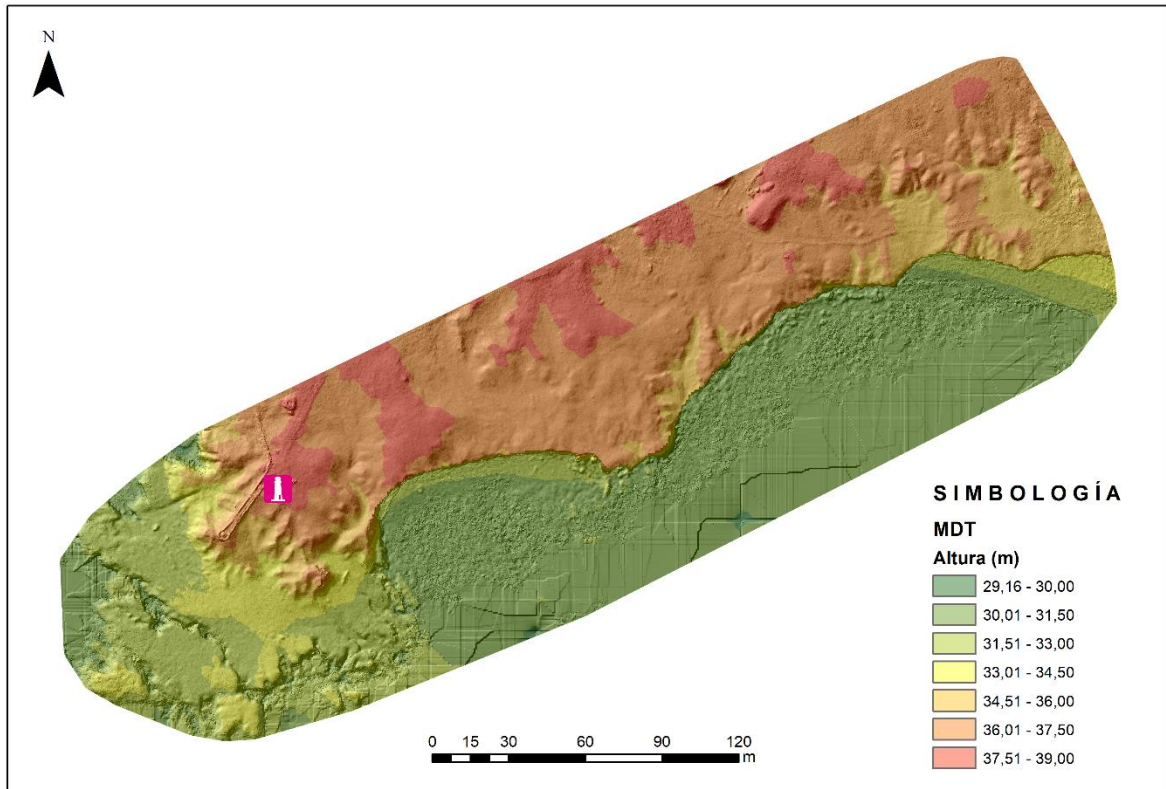 N
0 15 30 60 90 120
m
SIMBOLOGÍA
MDT
Altura (m)
29,16 - 30,00
30,01 - 31,50
31,51 - 33,00
33,01 - 34,50
34,51 - 36,00
36,01 - 37,50
37,51 - 39,00